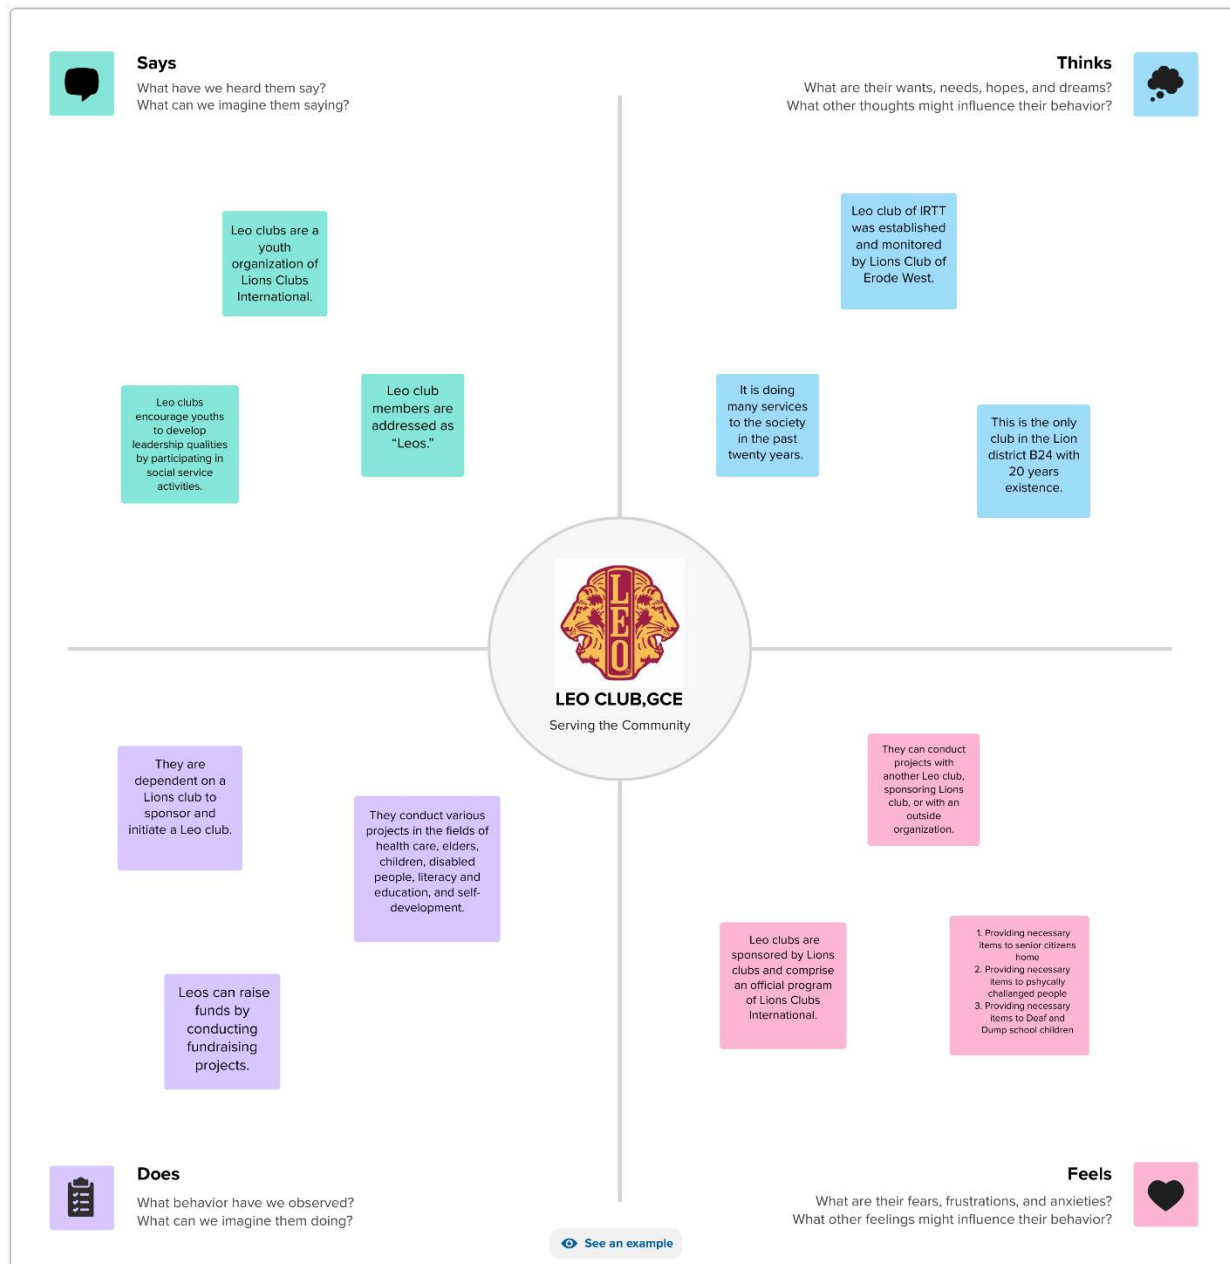 Says
What have we heard them say?
What can we imagine them saying?
Thinks
What are their wants, needs, hopes, and dreams?
What other thoughts might influence their behavior?
Leo clubs are a
youth
organization of
Lions Clubs
International.
Leo clubs
encourage youths
to develop
leadership qualities
by participating in
social service
activities.
Leo club
members are
addressed as
“Leos.”
Leo club of IRTT
was established
and monitored
by Lions Club of
Erode West.
It is doing
many services
to the society
in the past
twenty years.
This is the only
club in the Lion
district B24 with
20 years
existence.
LEO
LEO CLUB,GCE
Serving the Community
They are
dependent on a
Lions club to
sponsor and
initiate a Leo club.
They conduct various
projects in the fields of
health care, elders,
children, disabled
people, literacy and
education, and self-
development.
Leos can raise
funds by
conducting
fundraising
projects.
They can conduct
projects with
another Leo club,
sponsoring Lions
club, or with an
outside
organization.
Leo clubs are
sponsored by Lions
clubs and comprise
an official program
of Lions Clubs
International.
1. Providing necessary
items to senior citizens
home
2. Providing necessary
items to pshycally
challanged people
3. Providing necessary
items to Deaf and
Dump school children
Does
What behavior have we observed?
What can we imagine them doing?
Feels
What are their fears, frustrations, and anxieties?
What other feelings might influence their behavior?
See an example